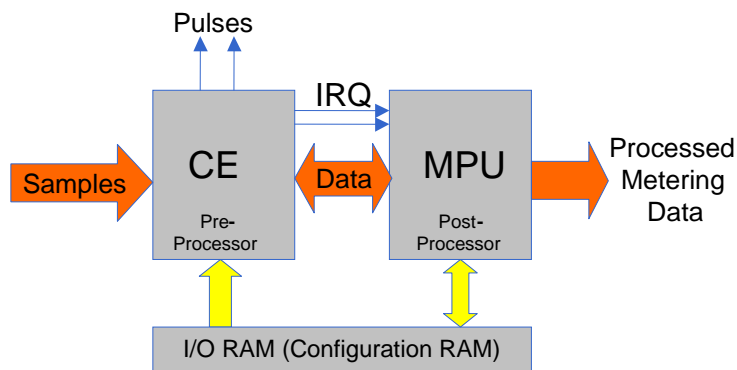 Pulses
IRQ
Samples
CE
Pre-
Processor
Data
MPU
Post-
Processor
Processed
Metering
Data
I/O RAM (Configuration RAM)